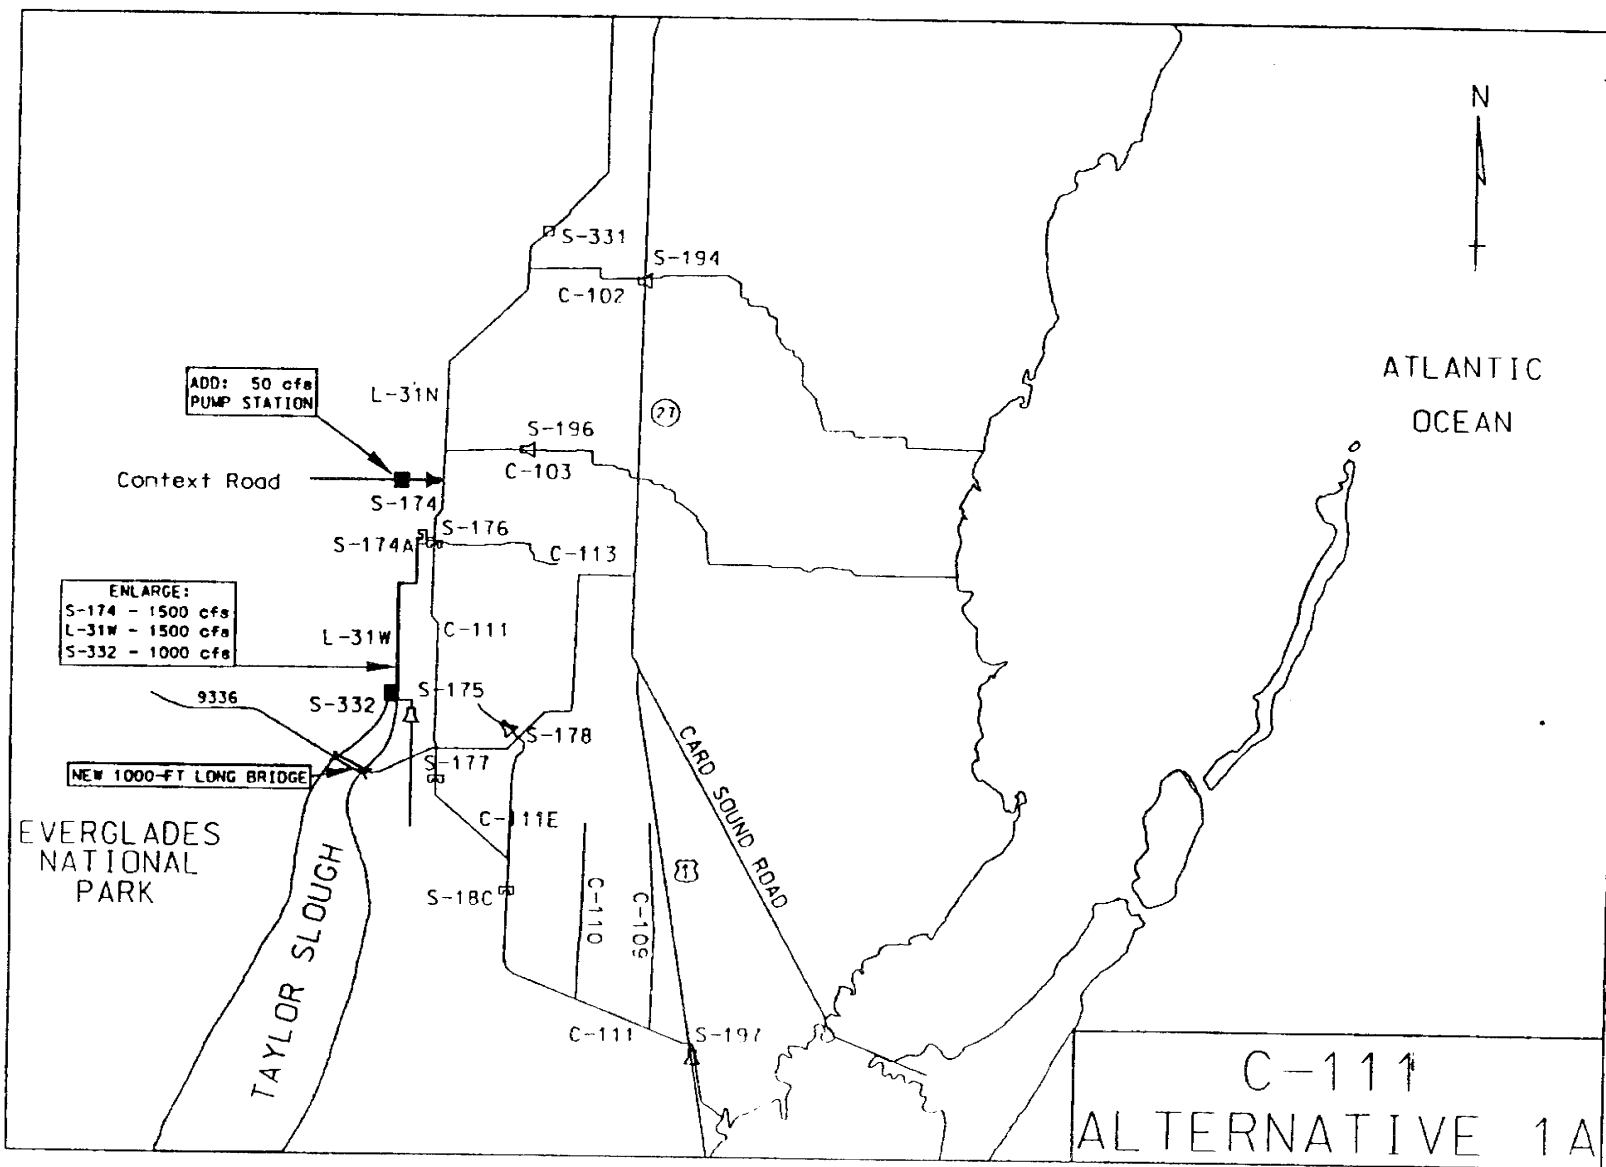 N
S-331
S-194
C-102
ATLANTIC
OCEAN
ADD: 50 cfs
PUMP STATION
L-31N
27
S-196
C-103
Context Road
S-174
S-176
S-174A
C-113
ENLARGE:
S-174 - 1500 cfs
L-31W - 1500 cfs
S-332 - 1000 cfs
L-31W
C-111
9336
S-332
S-175
S-178
NEW 1000-FT LONG BRIDGE
S-177
CARD SOUND ROAD
C-111E
EVERGLADES
NATIONAL
PARK
TAYLOR SLOUGH
1
S-18C
C-110
C-109
C-111
S-197
C-111
ALTERNATIVE 1A